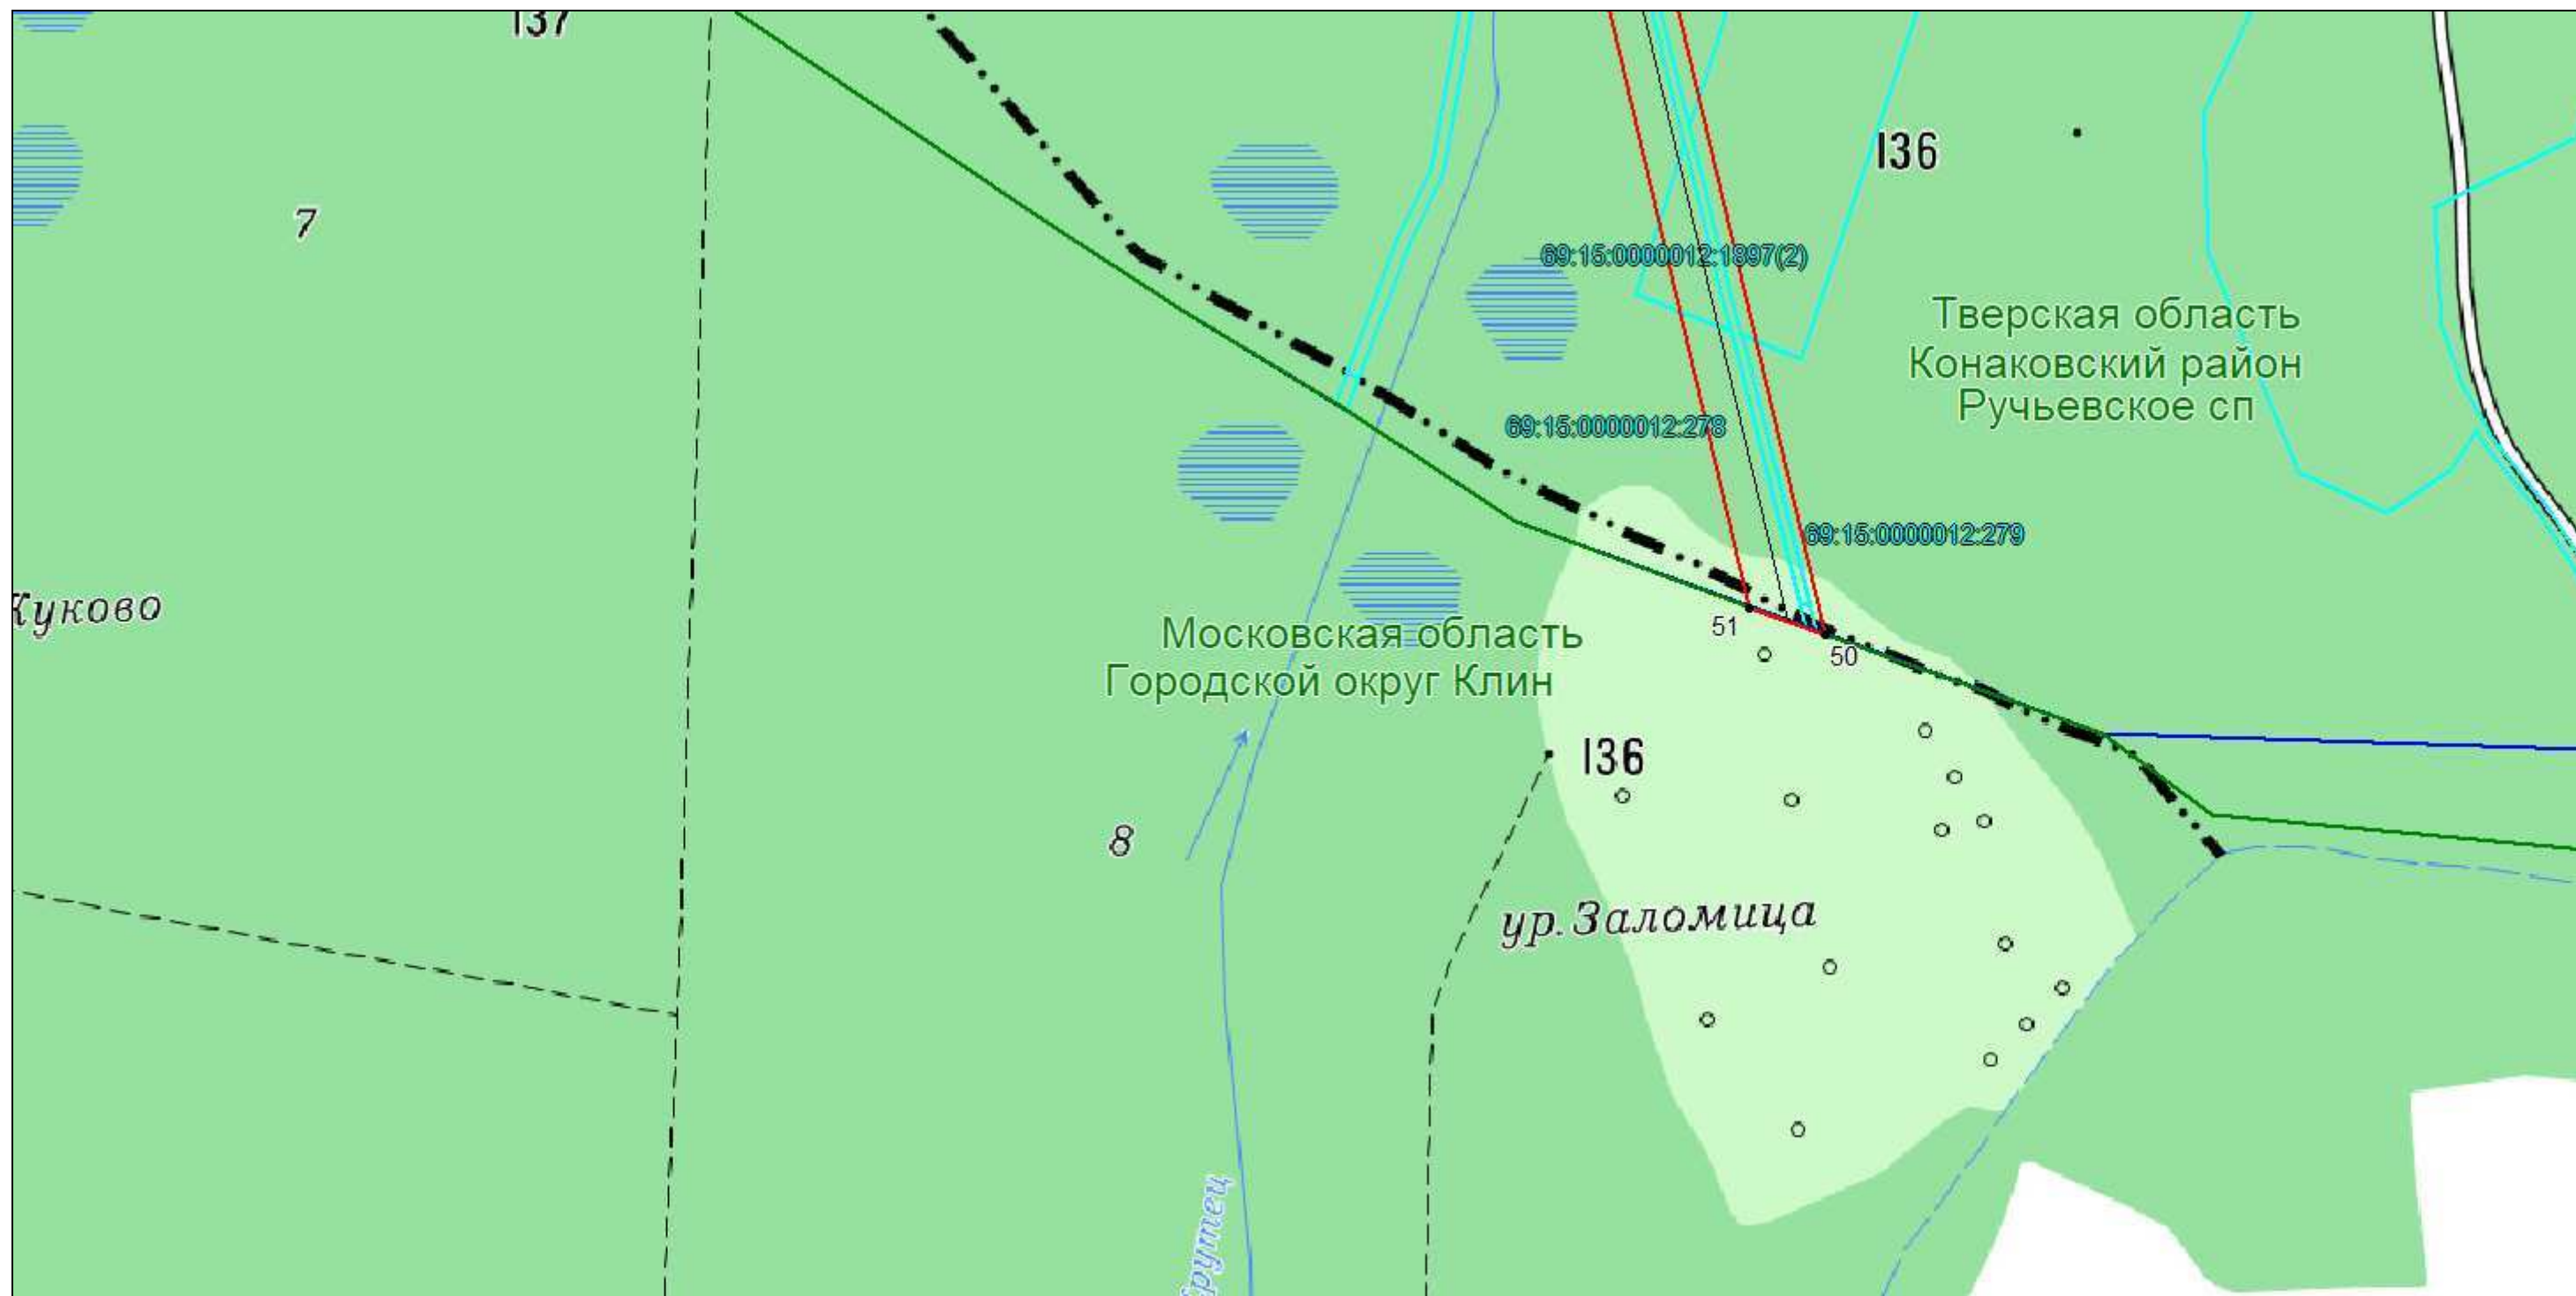 137
7
136
69:15:0000012:1897(2)
Тверская область
Конаковский район
Ручьевское сп
69:15:0000012:278
69:15:0000012:279
Жуково
51
50
Московская область
Городской округ Клин
136
8
ур. Заломица